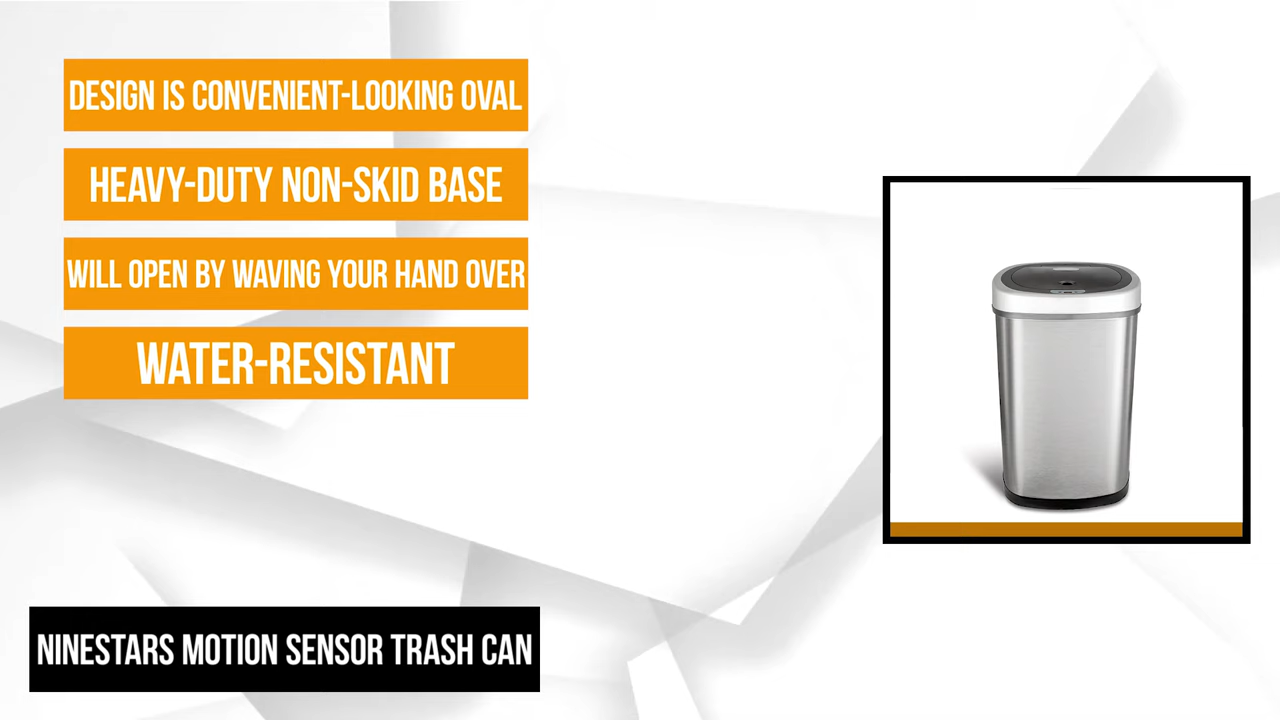 DESIGN IS CONVENIENT-LOOKING OVAL
HEAVY-DUTY NON-SKID BASE
WILL OPEN BY WAVING YOUR HAND OVER
WATER-RESISTANT
NINESTARS MOTION SENSOR TRASH CAN